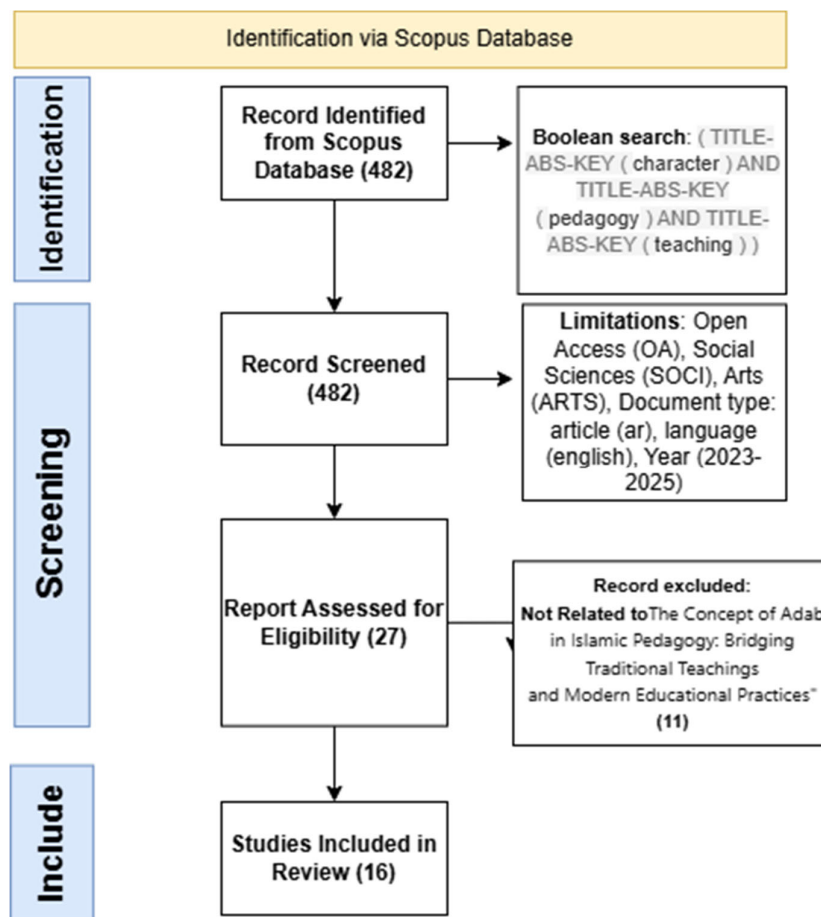 Identification via Scopus Database
Identification
Record Identified
from Scopus
Database (482)
Boolean search: ( TITLE-
ABS-KEY ( character ) AND
TITLE-ABS-KEY
( pedagogy ) AND TITLE-
ABS-KEY ( teaching ) )
Screening
Record Screened
(482)
Limitations: Open
Access (OA), Social
Sciences (SOCI), Arts
(ARTS), Document type:
article (ar), language
(english), Year (2023-
2025)
Report Assessed for
Eligibility (27)
Record excluded:
Not Related toThe Concept of Adab
in Islamic Pedagogy: Bridging
Traditional Teachings
and Modern Educational Practices"
(11)
Include
Studies Included in
Review (16)